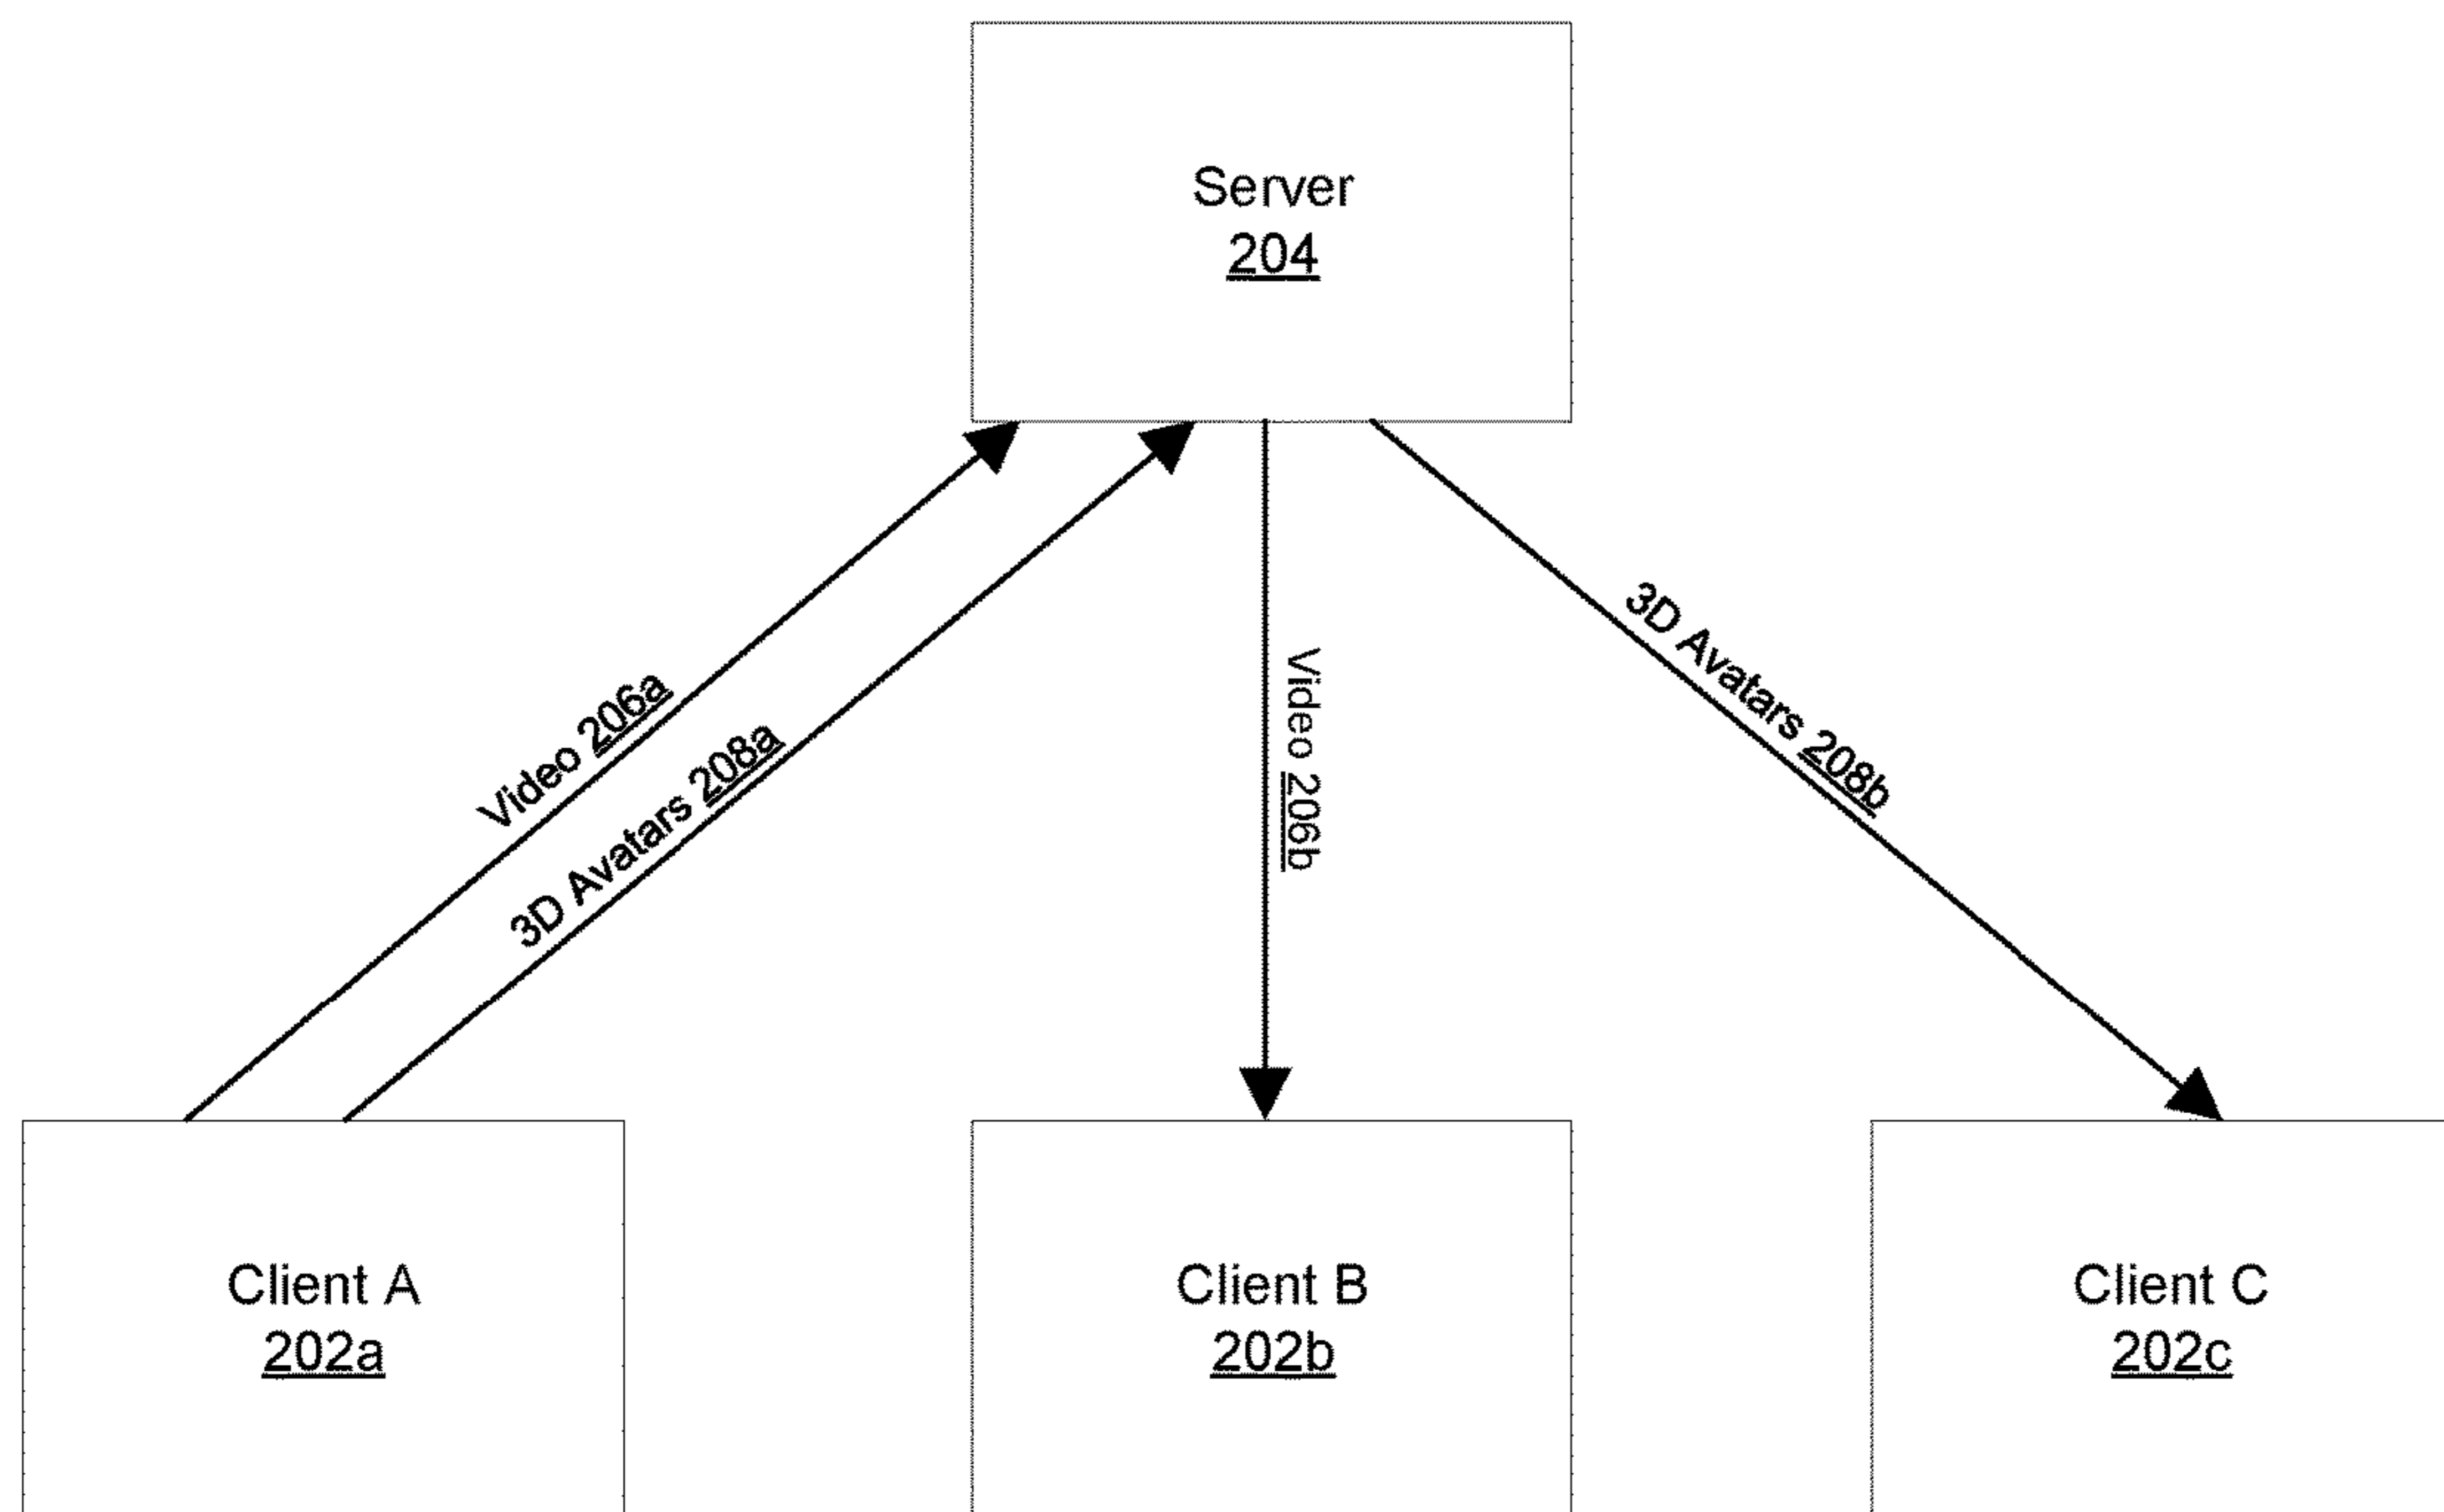 Server
204
Video 206a
3D Avatars 208a
Video 206b
3D Avatars 208b
Client A
202a
Client B
202b
Client C
202c